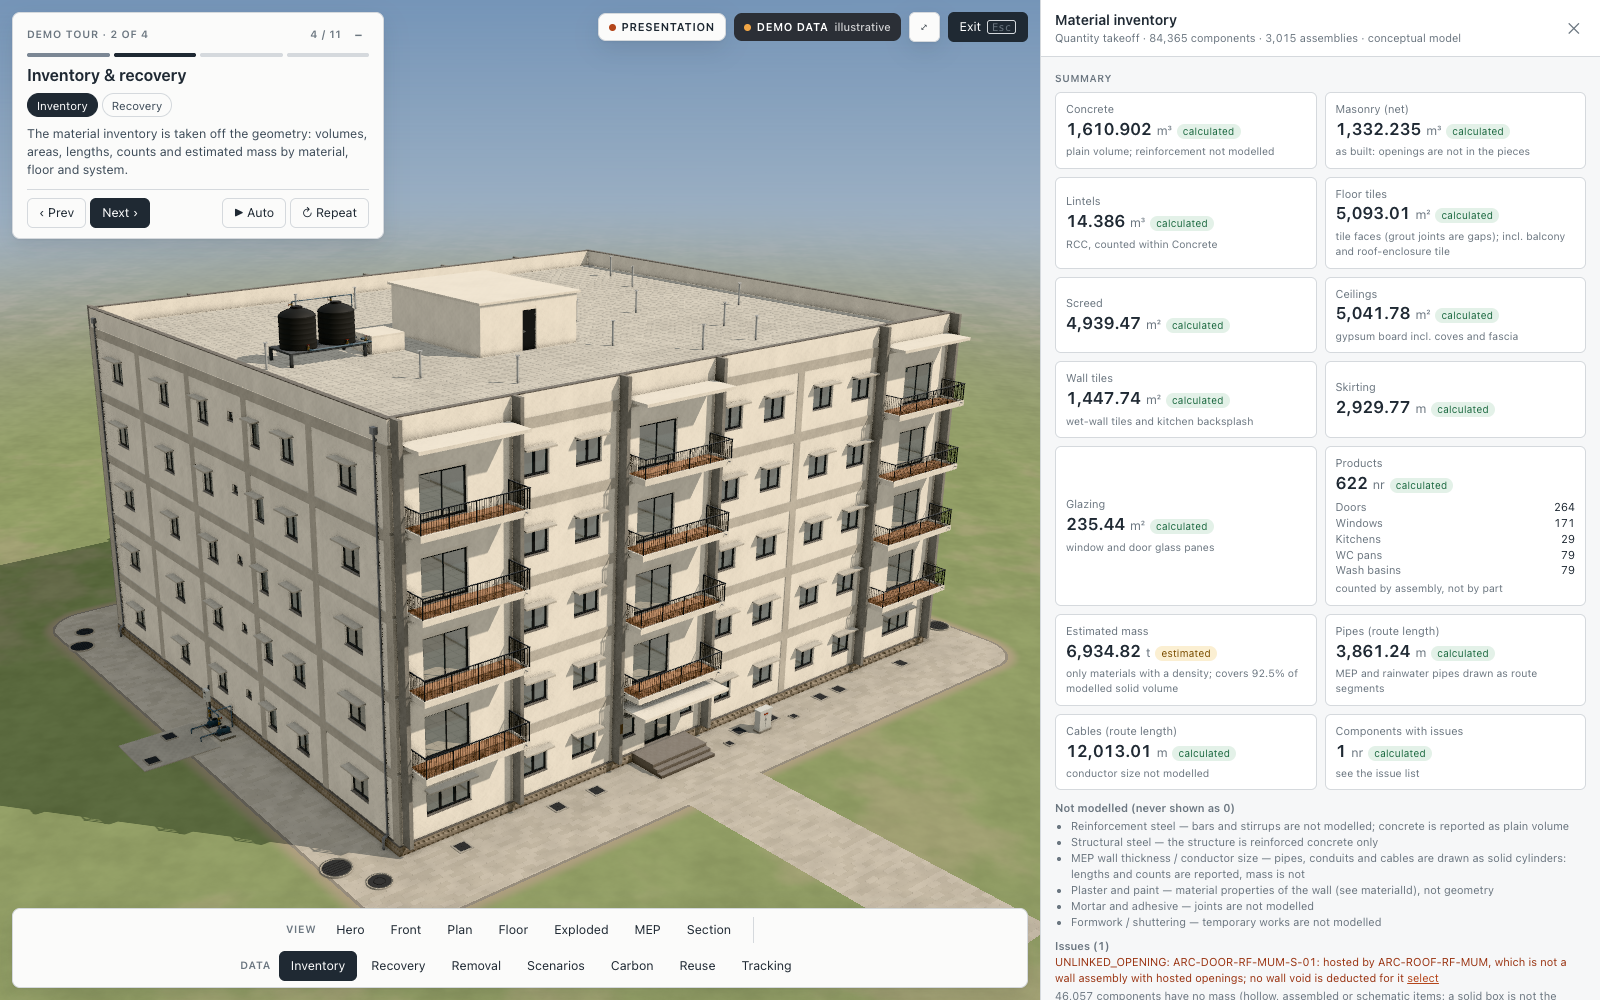 DEMO TOUR · 2 OF 4
4 / 11 –
Inventory & recovery
Inventory Recovery
The material inventory is taken off the geometry: volumes,
areas, lengths, counts and estimated mass by material,
floor and system.
‹ Prev Next › ▶ Auto ↻ Repeat
PRESENTATION
DEMO DATA illustrative
Exit Esc
Material inventory
Quantity takeoff · 84,365 components · 3,015 assemblies · conceptual model
SUMMARY
Concrete
1,610.902 m³ calculated
plain volume; reinforcement not modelled
Masonry (net)
1,332.235 m³ calculated
as built: openings are not in the pieces
Lintels
14.386 m³ calculated
RCC, counted within Concrete
Floor tiles
5,093.01 m² calculated
tile faces (grout joints are gaps); incl. balcony
and roof-enclosure tile
Screed
4,939.47 m² calculated
Ceilings
5,041.78 m² calculated
gypsum board incl. coves and fascia
Wall tiles
1,447.74 m² calculated
wet-wall tiles and kitchen backsplash
Skirting
2,929.77 m calculated
Glazing
235.44 m² calculated
window and door glass panes
Products
622 nr calculated
Doors 264
Windows 171
Kitchens 29
WC pans 79
Wash basins 79
counted by assembly, not by part
Estimated mass
6,934.82 t estimated
only materials with a density; covers 92.5% of
modelled solid volume
Pipes (route length)
3,861.24 m calculated
MEP and rainwater pipes drawn as route
segments
Cables (route length)
12,013.01 m calculated
conductor size not modelled
Components with issues
1 nr calculated
see the issue list
Not modelled (never shown as 0)
• Reinforcement steel — bars and stirrups are not modelled; concrete is reported as plain volume
• Structural steel — the structure is reinforced concrete only
• MEP wall thickness / conductor size — pipes, conduits and cables are drawn as solid cylinders:
lengths and counts are reported, mass is not
• Plaster and paint — material properties of the wall (see materialId), not geometry
• Mortar and adhesive — joints are not modelled
• Formwork / shuttering — temporary works are not modelled
Issues (1)
UNLINKED_OPENING: ARC-DOOR-RF-MUM-S-01: hosted by ARC-ROOF-RF-MUM, which is not a
wall assembly with hosted openings; no wall void is deducted for it select
46,057 components have no mass (hollow, assembled or schematic items: a solid box is not the
VIEW Hero Front Plan Floor Exploded MEP Section
DATA Inventory Recovery Removal Scenarios Carbon Reuse Tracking